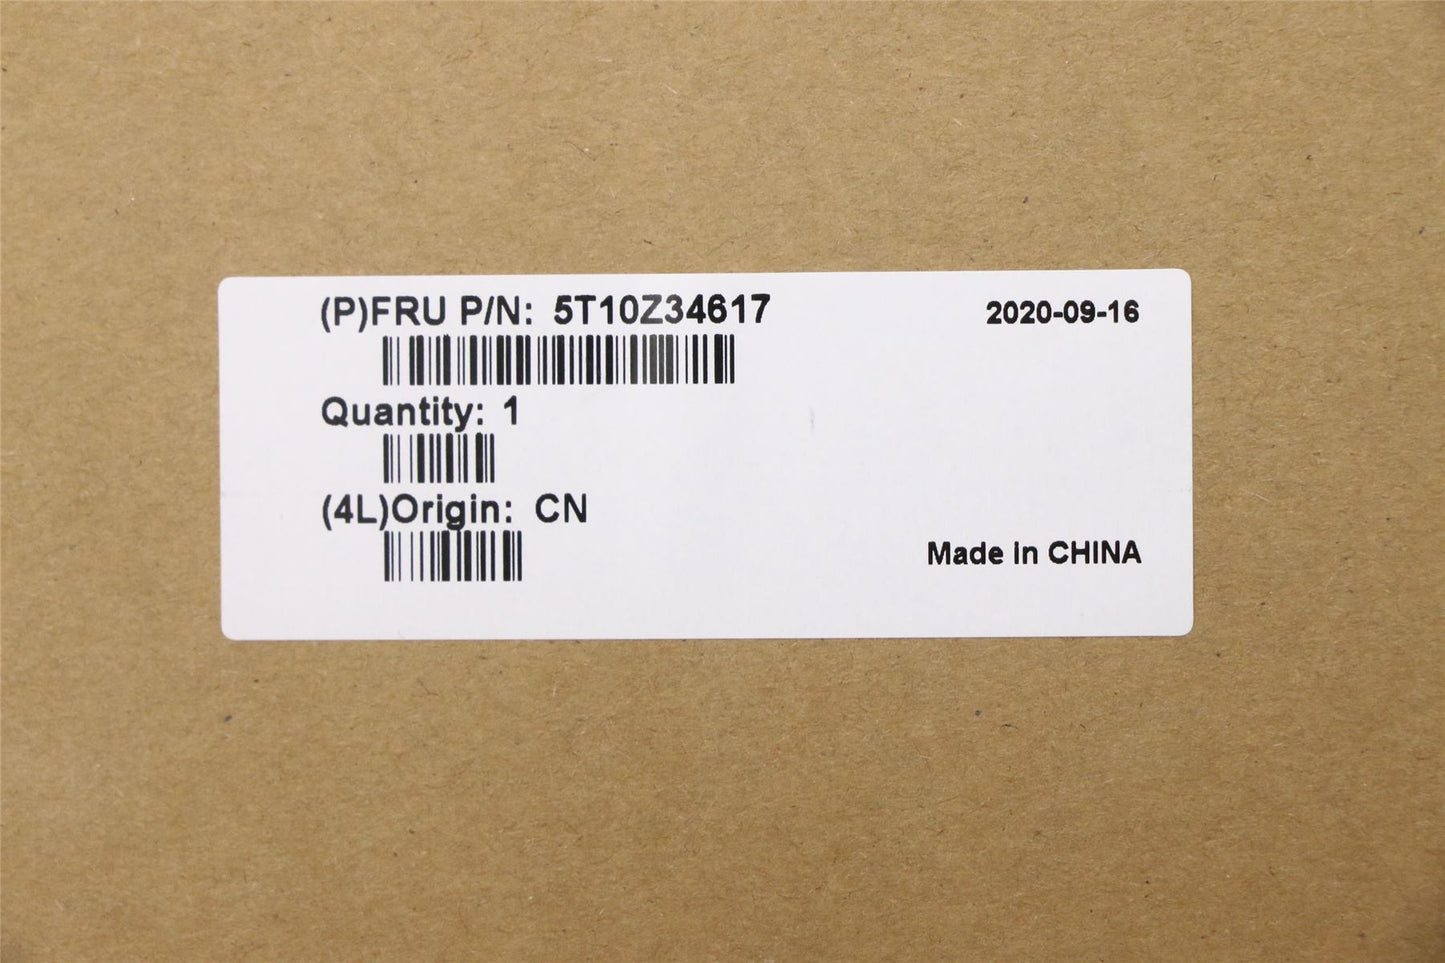 (P)FRU P/N: 5T10Z34617
2020-09-16
Quantity: 1
(4L)Origin: CN
Made in CHINA